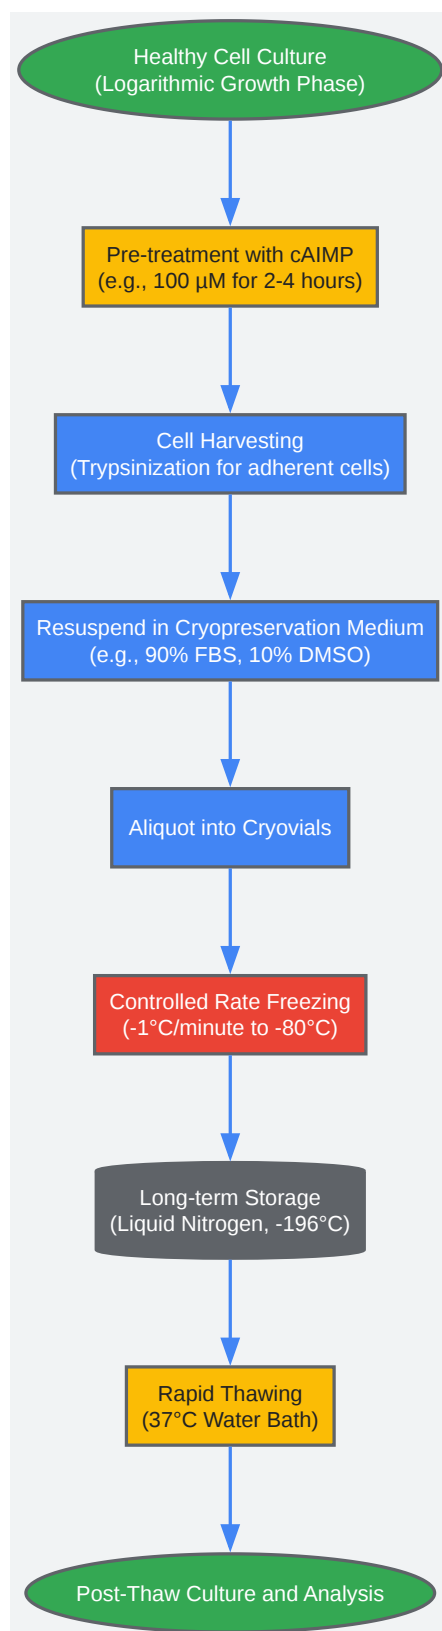 Healthy Cell Culture
(Logarithmic Growth Phase)
Pre-treatment with cAIMP
(e.g., 100 µM for 2-4 hours)
Cell Harvesting
(Trypsinization for adherent cells)
Resuspend in Cryopreservation Medium
(e.g., 90% FBS, 10% DMSO)
Aliquot into Cryovials
Controlled Rate Freezing
(-1°C/minute to -80°C)
Long-term Storage
(Liquid Nitrogen, -196°C)
Rapid Thawing
(37°C Water Bath)
Post-Thaw Culture and Analysis